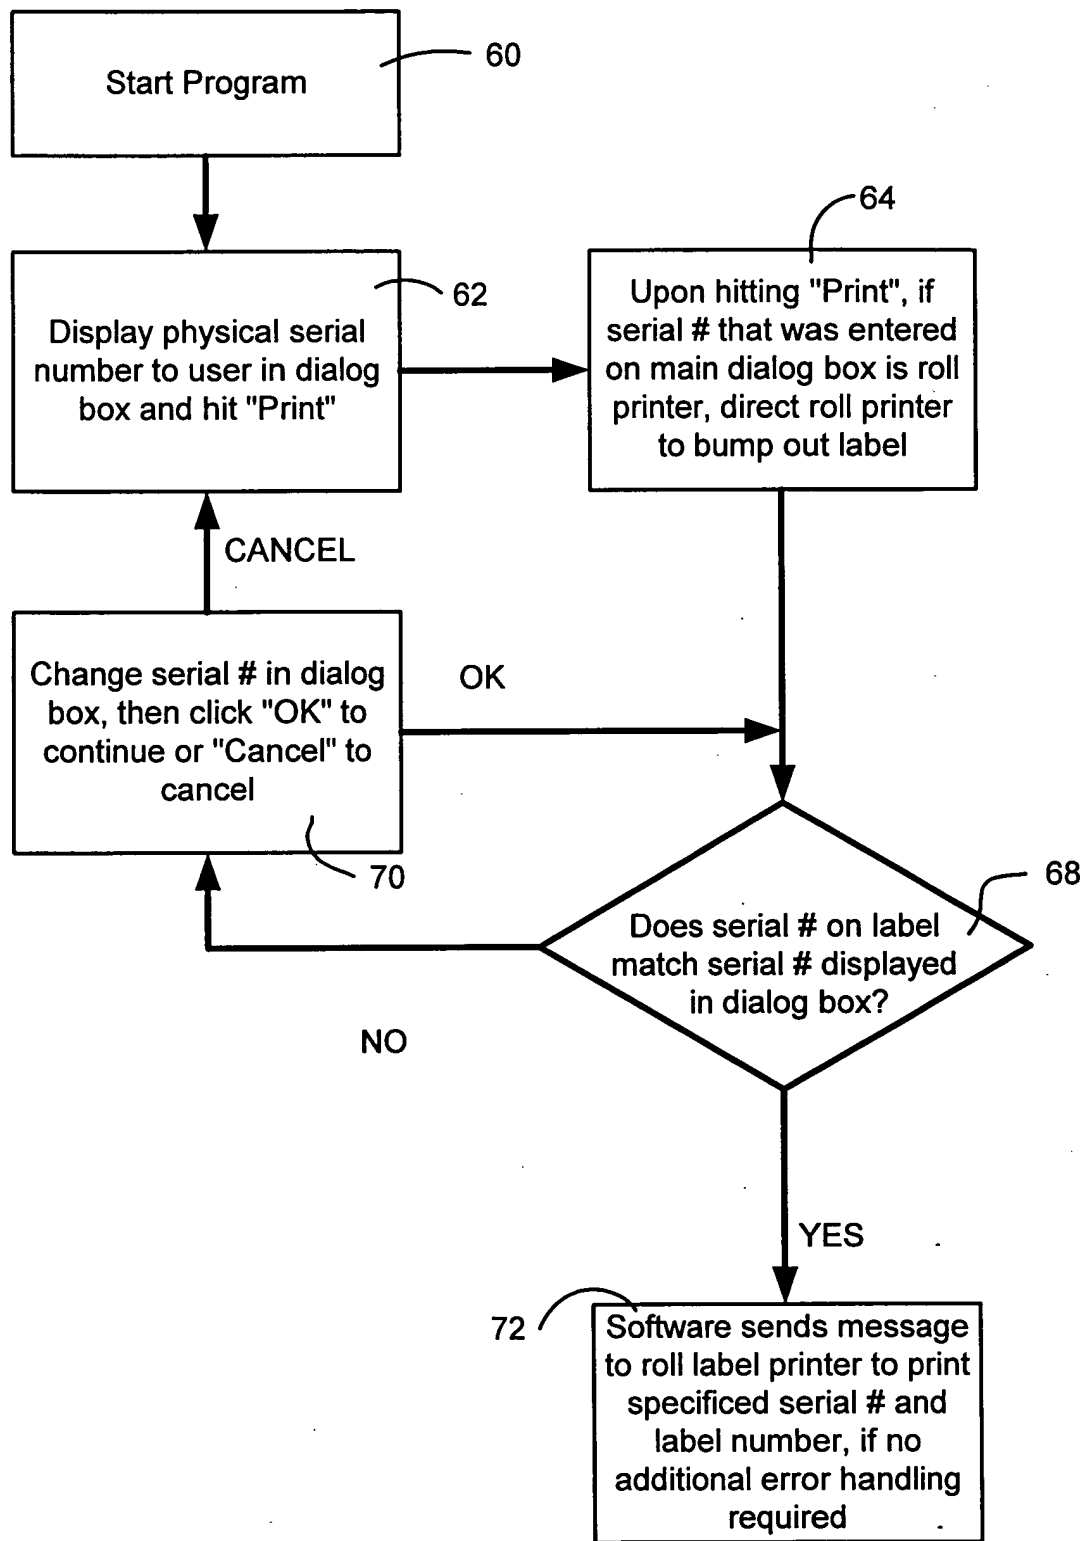 Start Program
60
Display physical serial
number to user in dialog
box and hit "Print"
62
64
Upon hitting "Print", if
serial # that was entered
on main dialog box is roll
printer, direct roll printer
to bump out label
CANCEL
Change serial # in dialog
box, then click "OK" to
continue or "Cancel" to
cancel
70
OK
68
Does serial # on label
match serial # displayed
in dialog box?
NO
YES
72
Software sends message
to roll label printer to print
specificed serial # and
label number, if no
additional error handling
required